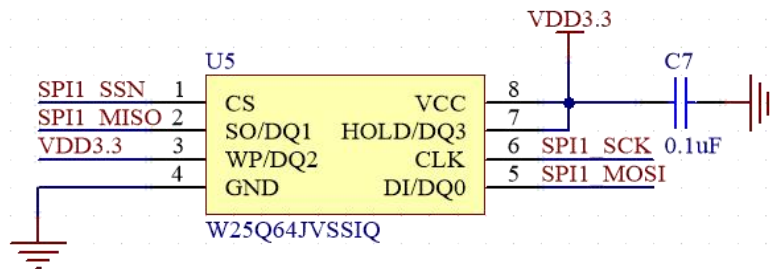 VDD3.3
U5
C7
SPI1_SSN 1 CS VCC 8
SPI1_MISO 2 SO/DQ1 HOLD/DQ3 7
VDD3.3 3 WP/DQ2 CLK 6 SPI1_SCK 0.1uF
4 GND DI/DQ0 5 SPI1_MOSI
W25Q64JVSSIQ